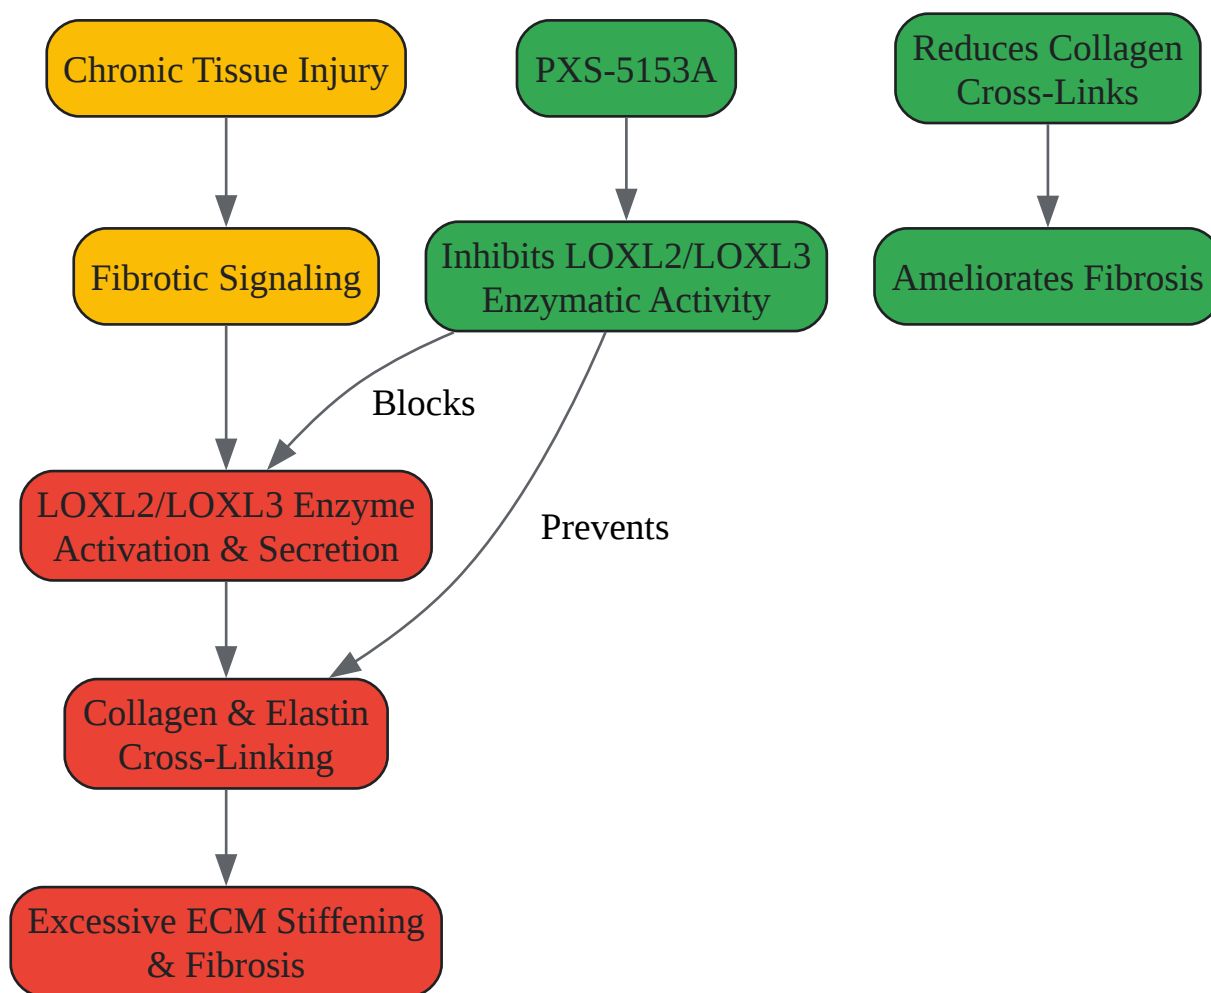 Chronic Tissue Injury
PXS-5153A
Reduces Collagen
Cross-Links
Fibrotic Signaling
Inhibits LOXL2/LOXL3
Enzymatic Activity
Ameliorates Fibrosis
Blocks
LOXL2/LOXL3 Enzyme
Activation & Secretion
Prevents
Collagen & Elastin
Cross-Linking
Excessive ECM Stiffening
& Fibrosis